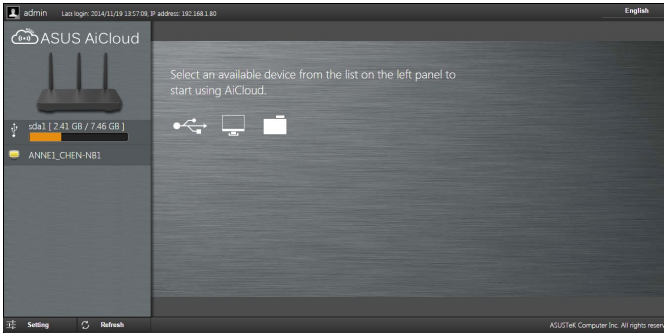 admin Last login: 2014/11/19 13:57:09, IP address: 192.168.1.80
English
ASUS AiCloud
Select an available device from the list on the left panel to
start using AiCloud.
sda1 [ 2.41 GB / 7.46 GB ]
ANNE1_CHEN-NB1
Setting Refresh
ASUSTeK Computer Inc. All rights reserv